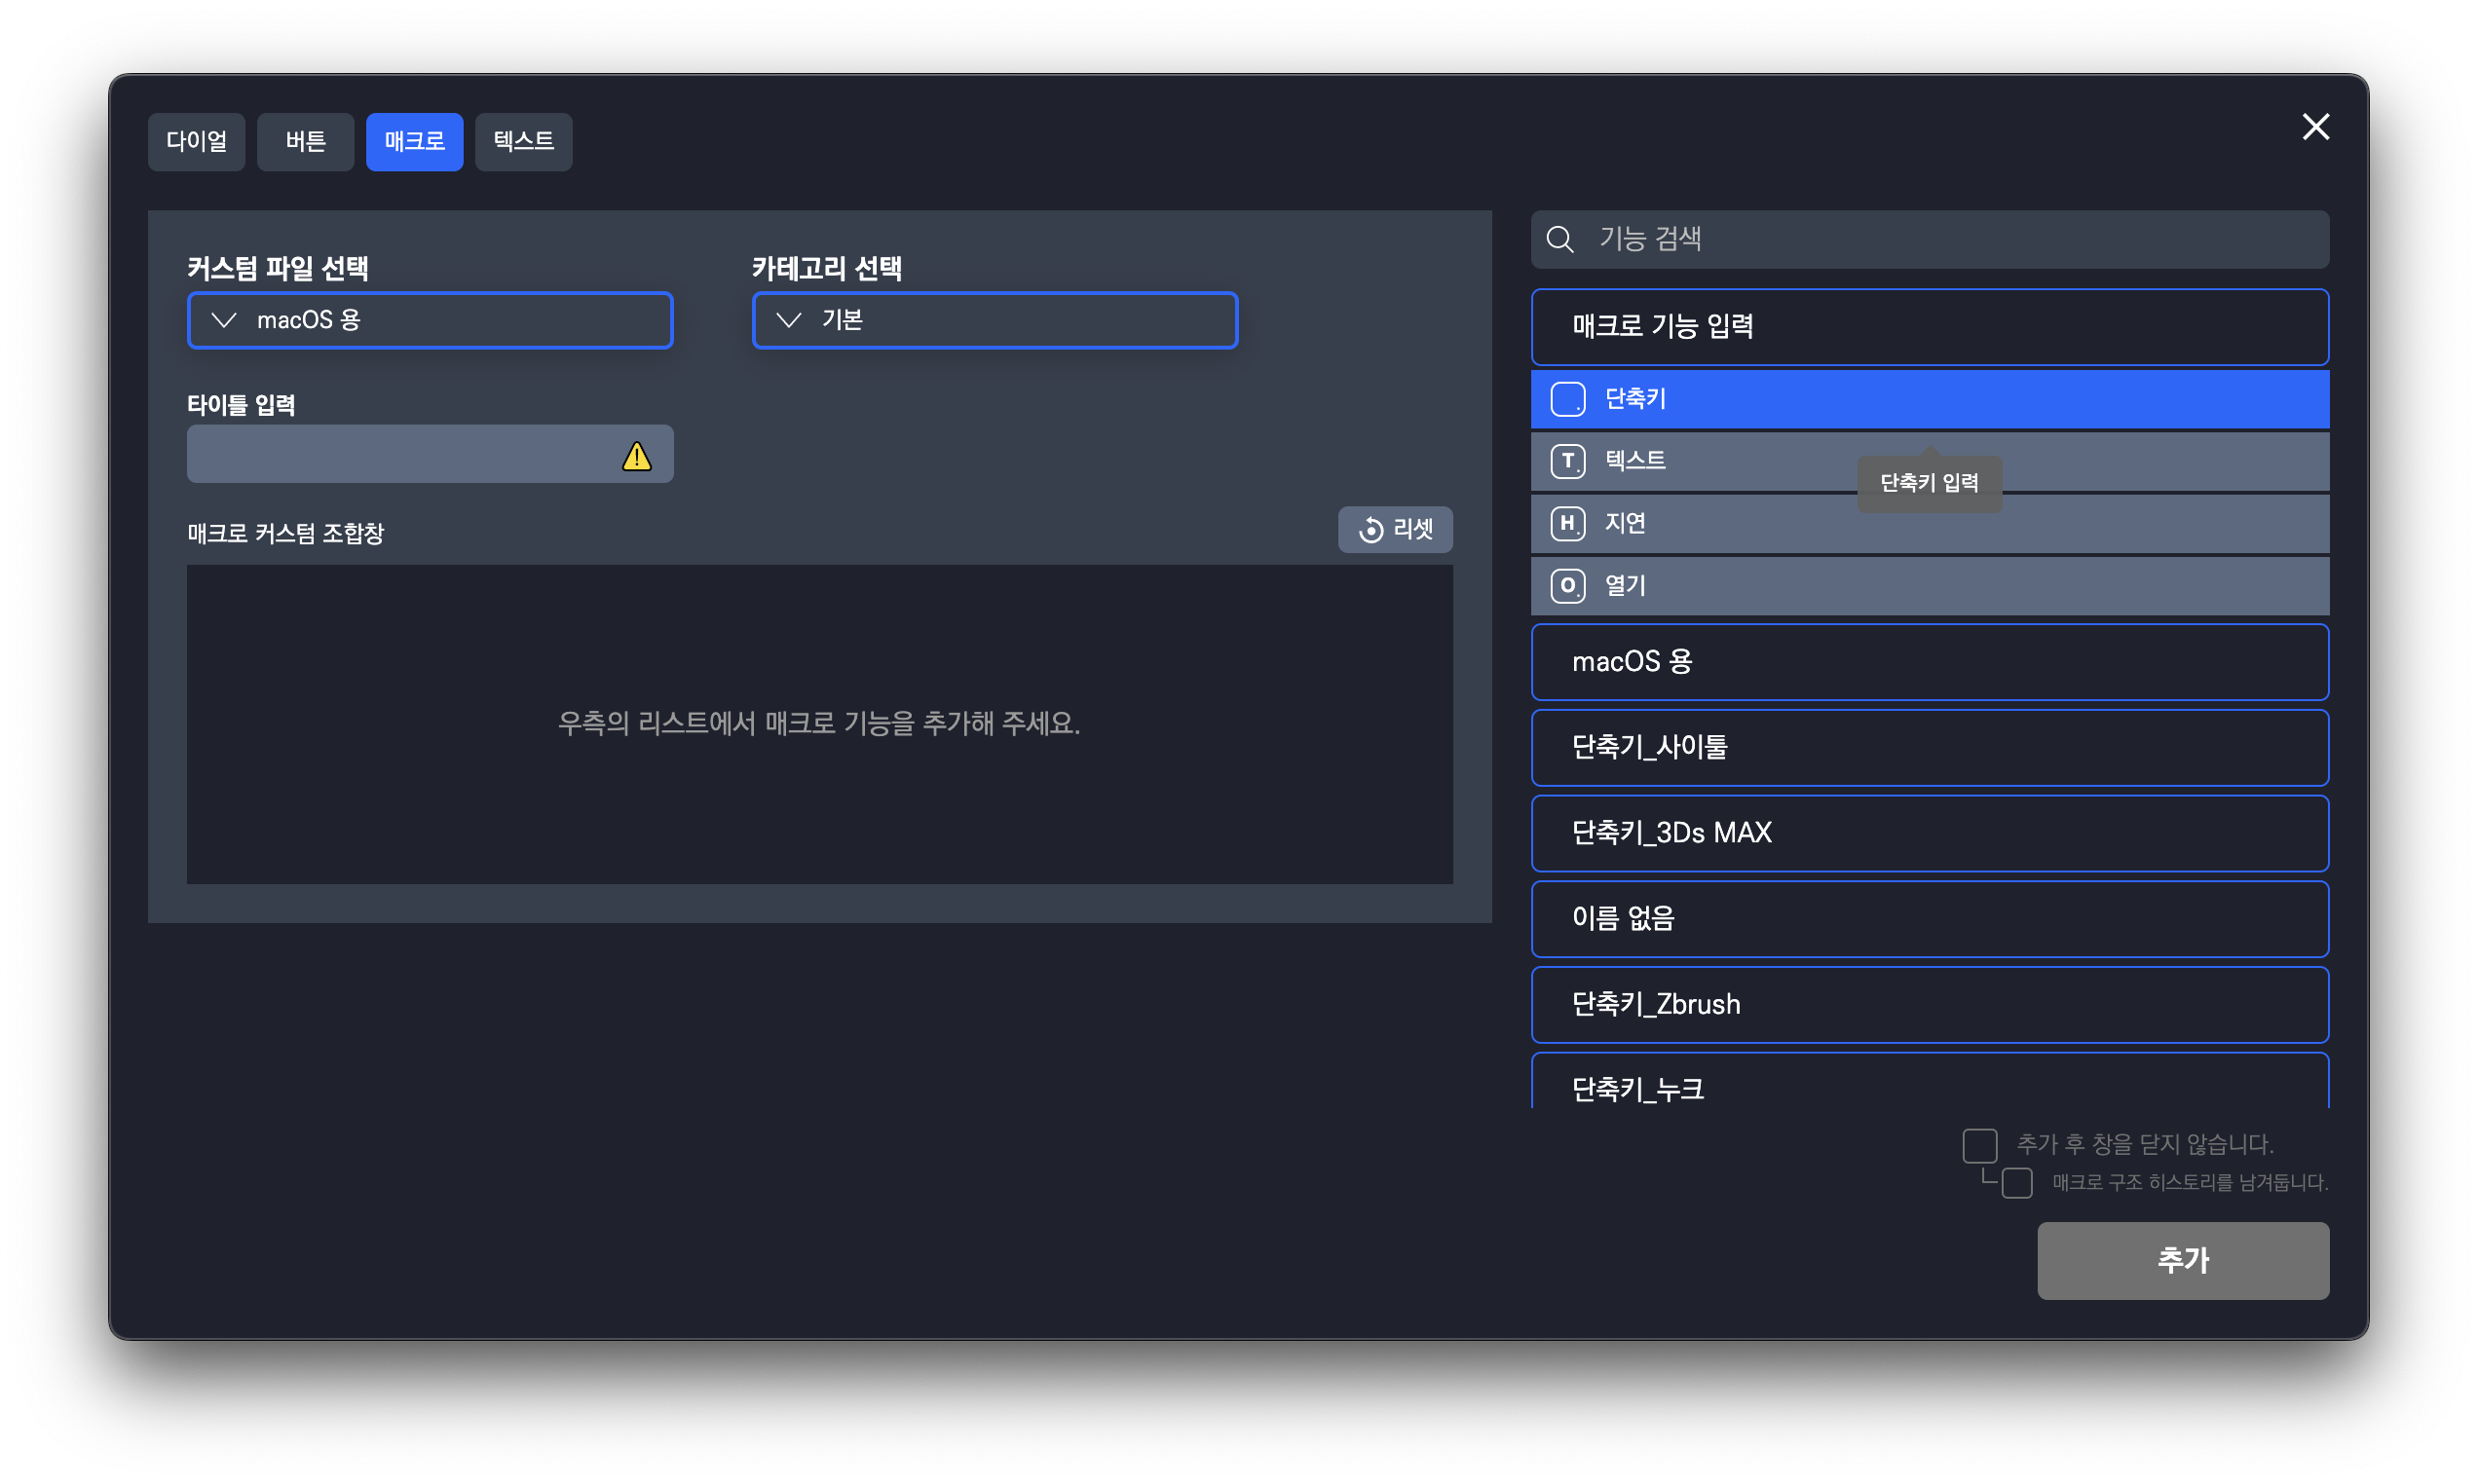 다이얼
버튼
매크로
텍스트
커스텀 파일 선택
카테고리 선택
macOS 용
기본
타이틀 입력
매크로 커스텀 조합창
리셋
우측의 리스트에서 매크로 기능을 추가해 주세요.
기능 검색
매크로 기능 입력
단축키
T. 텍스트
단축키 입력
H. 지연
O. 열기
macOS 용
단축기_사이툴
단축키_3Ds MAX
이름 없음
단축키_Zbrush
단축키_누크
추가 후 창을 닫지 않습니다.
매크로 구조 히스토리를 남겨둡니다.
추가